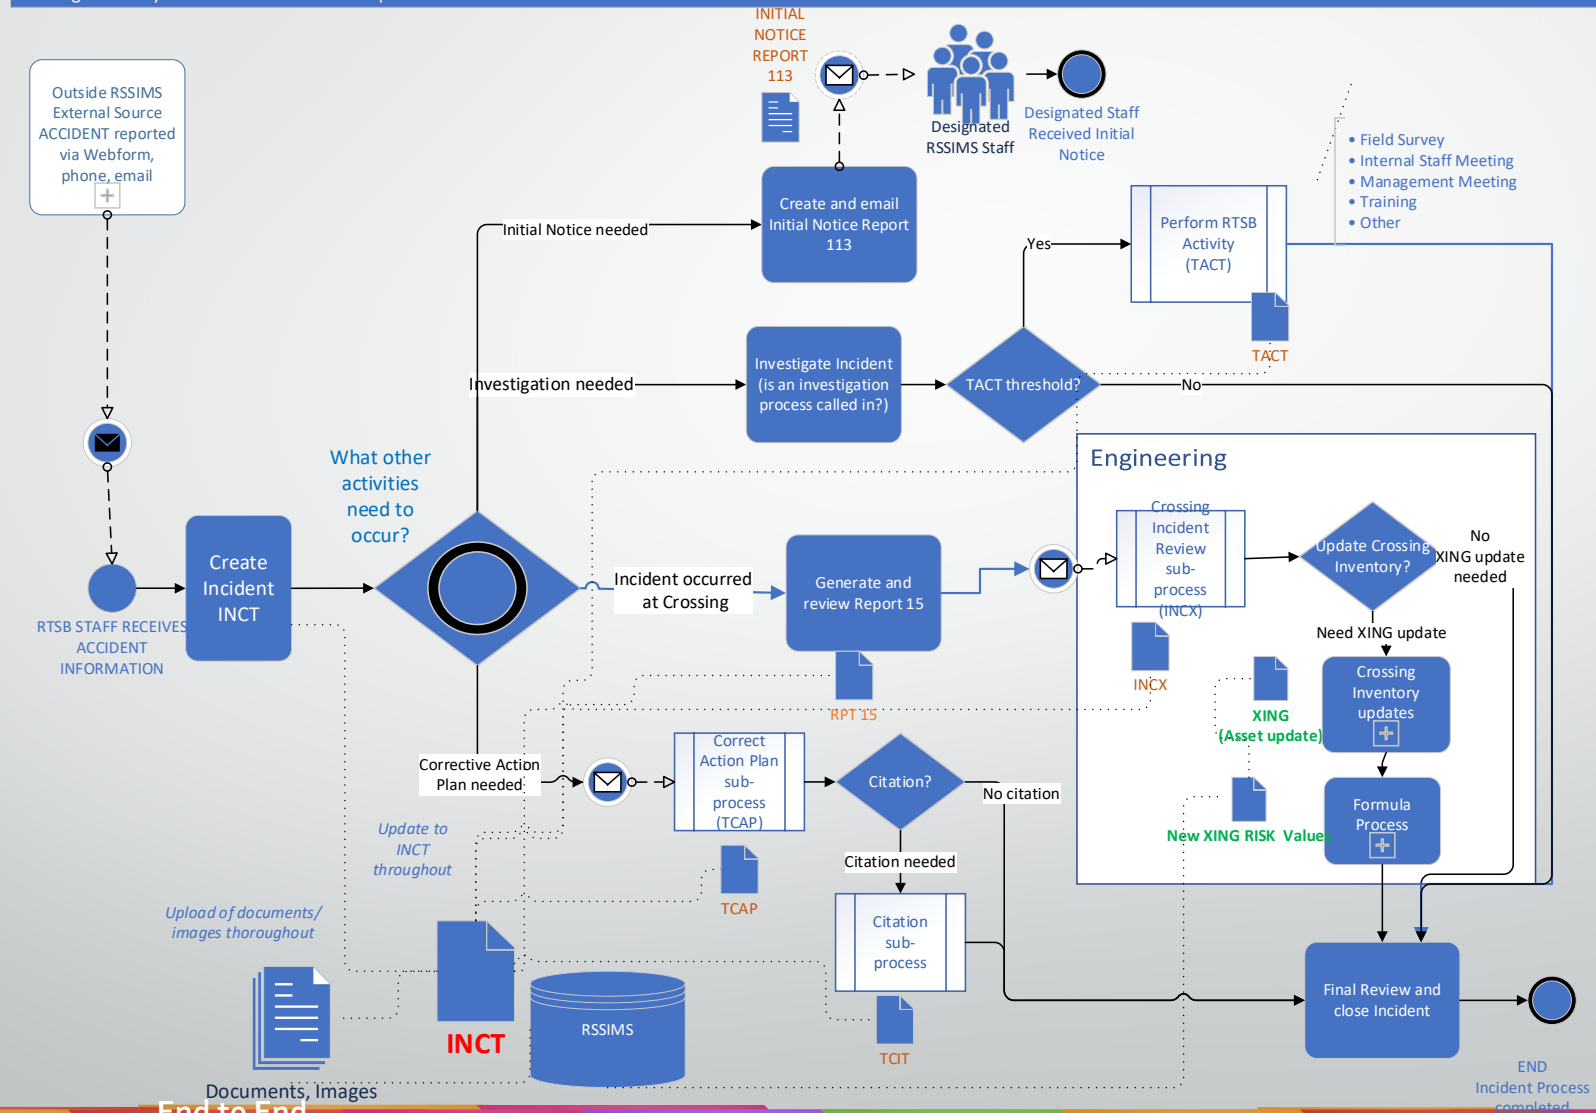 Outside RSSIMS
External Source
ACCIDENT reported
via Webform,
phone, email
INITIAL
NOTICE
REPORT
113
Designated
RSSIMS Staff
Designated Staff
Received Initial
Notice
• Field Survey
• Internal Staff Meeting
• Management Meeting
• Training
• Other
Initial Notice needed
Create and email
Initial Notice Report
113
Yes
Perform RTSB
Activity
(TACT)
TACT
Investigation needed
Investigate Incident
(is an investigation
process called in?)
TACT threshold?
No
What other
activities
need to
occur?
Engineering
Create
Incident
INCT
RTSB STAFF RECEIVES
ACCIDENT
INFORMATION
Incident occurred
at Crossing
Generate and
review Report 15
RPT 15
Crossing
Incident
Review
sub-
process
(INCX)
INCX
Update Crossing
Inventory?
No
XING update
needed
Need XING update
Crossing
Inventory
updates
XING
(Asset update)
Formula
Process
New XING RISK Values
Corrective Action
Plan needed
Correct
Action Plan
sub-
process
(TCAP)
TCAP
Citation?
No citation
Citation needed
Citation
sub-
process
TCIT
Update to
INCT
throughout
Upload of documents/
images thoroughout
Documents, Images
INCT
RSSIMS
Final Review and
close Incident
END
Incident Process
completed
End to End